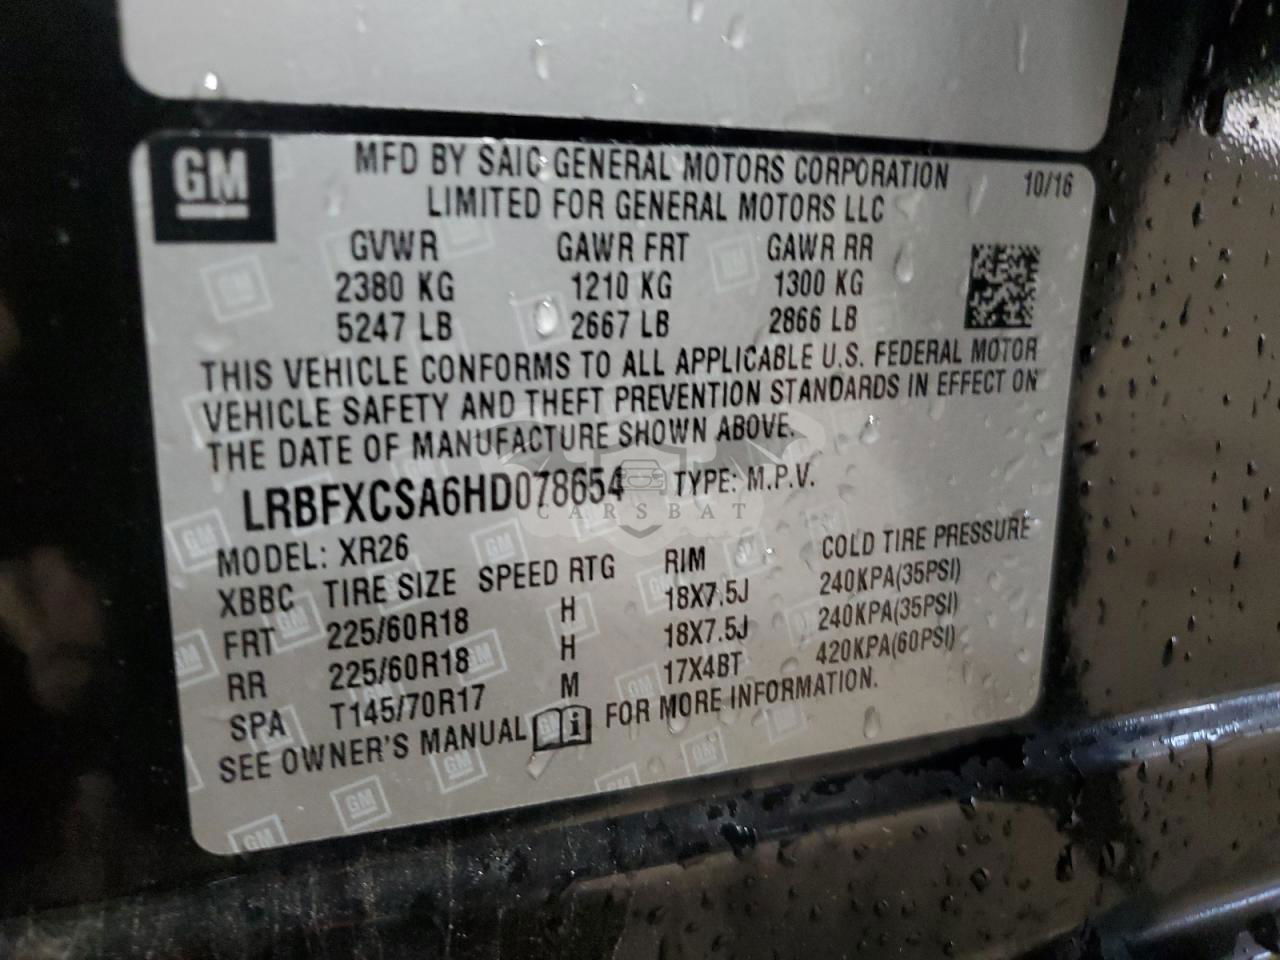 GM
MFD BY SAIC GENERAL MOTORS CORPORATION
LIMITED FOR GENERAL MOTORS LLC
10/16
GVWR GAWR FRT GAWR RR
2380 KG 1210 KG 1300 KG
5247 LB 2667 LB 2866 LB
THIS VEHICLE CONFORMS TO ALL APPLICABLE U.S. FEDERAL MOTOR
VEHICLE SAFETY AND THEFT PREVENTION STANDARDS IN EFFECT ON
THE DATE OF MANUFACTURE SHOWN ABOVE.
LRBFXCSA6HD078654 TYPE: M.P.V.
CARSBAT
MODEL: XR26
XBBC TIRE SIZE SPEED RTG RIM COLD TIRE PRESSURE
FRT 225/60R18 H 18X7.5J 240KPA(35PSI)
RR 225/60R18 H 18X7.5J 240KPA(35PSI)
SPA T145/70R17 M 17X4BT 420KPA(60PSI)
SEE OWNER'S MANUAL i FOR MORE INFORMATION.